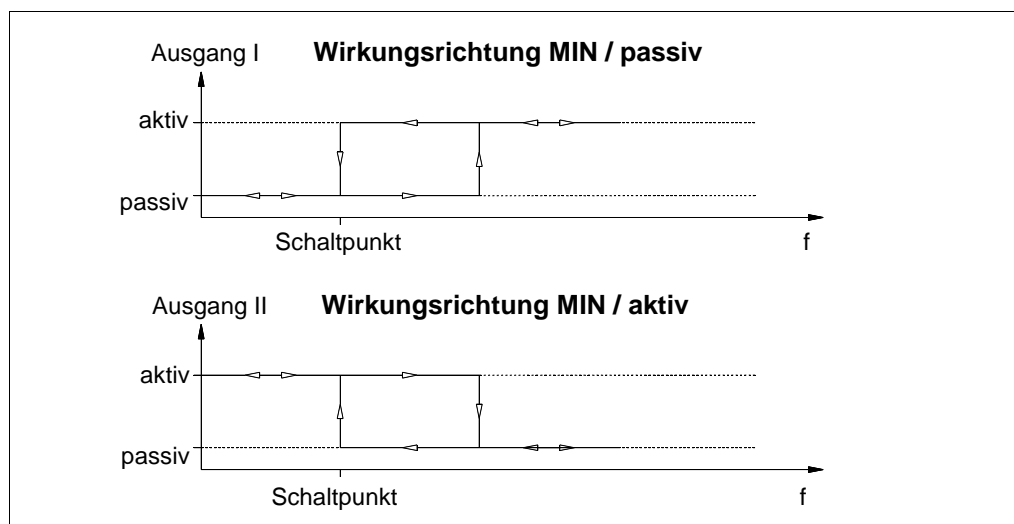 Ausgang I Wirkungsrichtung MIN / passiv
aktiv
passiv
Schaltpunkt f
Ausgang II Wirkungsrichtung MIN / aktiv
aktiv
passiv
Schaltpunkt f